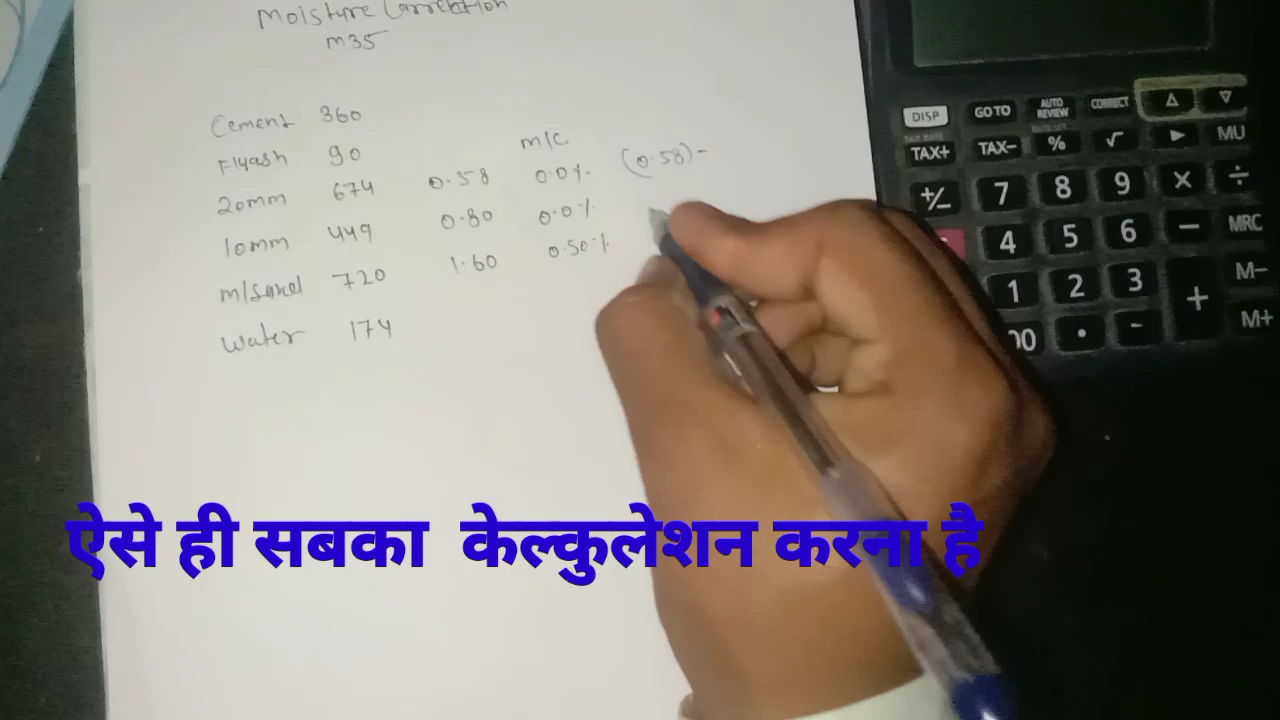 Moisture Correction
M35
Cement 360
Flyash 90
m/c
20mm 674 0.58 0.0%. (0.58)-
10mm 449 0.80 0.0%
m/sand 720 1.60 0.50%
water 174
ऐसे ही सबका केल्कुलेशन करना है
DISP GO TO AUTO REVIEW CORRECT △ ▽
TAX+ TAX− % √ ▶ MU
+/− 7 8 9 × ÷
4 5 6 − MRC
1 2 3 + M−
00 • M+